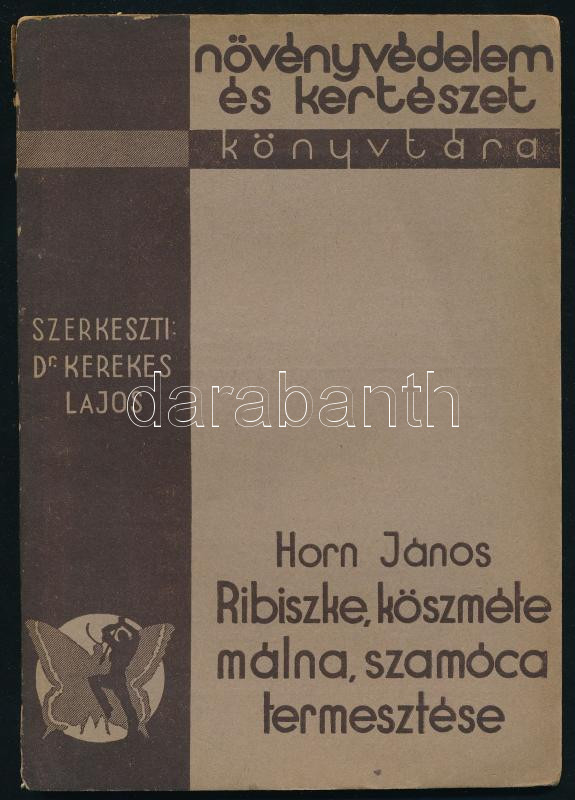 növényvédelem
és kertészet
könyvtára
SZERKESZTI:
Dr. KEREKES
LAJOS
darabanth
Horn János
Ribiszke, köszméte
málna, szamóca
termesztése